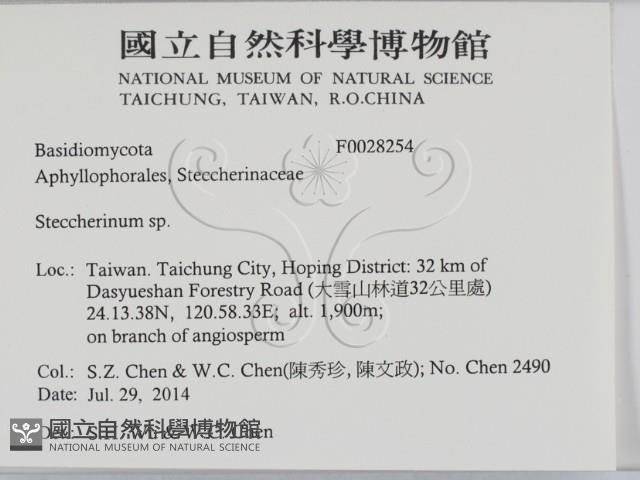 國立自然科學博物館
NATIONAL MUSEUM OF NATURAL SCIENCE
TAICHUNG, TAIWAN, R.O.CHINA
Basidiomycota F0028254
Aphyllophorales, Steccherinaceae
Steccherinum sp.
Loc.: Taiwan. Taichung City, Hoping District: 32 km of
Dasyueshan Forestry Road (大雪山林道32公里處)
24.13.38N, 120.58.33E; alt. 1,900m;
on branch of angiosperm
Col.: S.Z. Chen & W.C. Chen(陳秀珍, 陳文政); No. Chen 2490
Date: Jul. 29, 2014
國立自然科學博物館
NATIONAL MUSEUM OF NATURAL SCIENCE